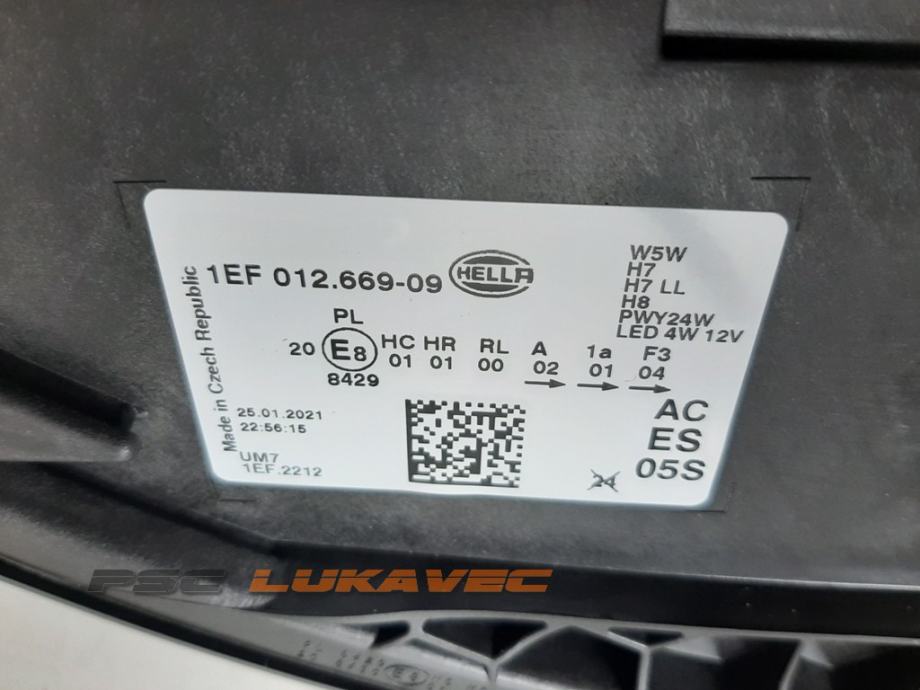 1EF 012.669-09
HELLA
W5W
H7
H7 LL
H8
PWY24W
LED 4W 12V
Made in Czech Republic
PL
20 E8 HC HR RL A 1a F3
01 01 00 02 01 04
8429
25.01.2021
22:56:15
UM7
1EF.2212
AC
ES
05S
24
PSC LUKAVEC